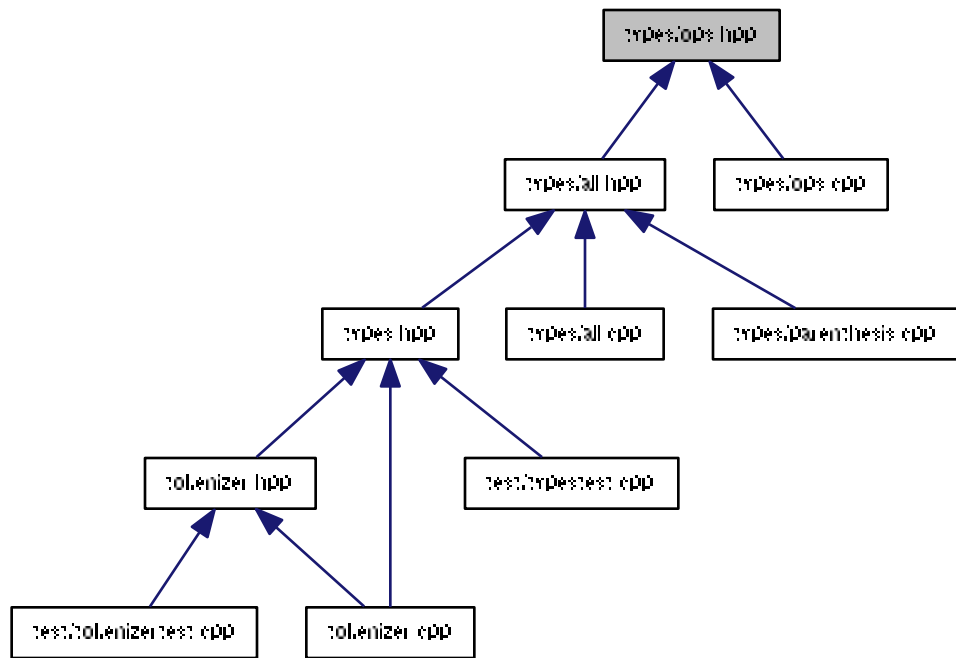 types/ops.hpp
types/all.hpp
types/ops.cpp
types.hpp
types/all.cpp
types/parenthesis.cpp
tokenizer.hpp
test/typestest.cpp
test/tokenizertest.cpp
tokenizer.cpp